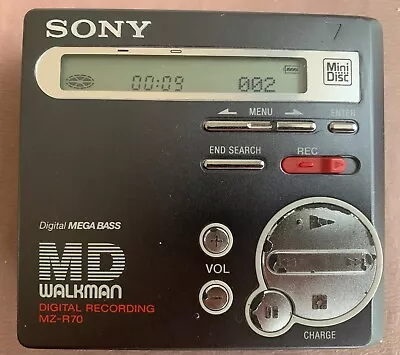 SONY
00:09 002
Mini
Disc
MENU
ENTER
END SEARCH
REC
Digital MEGA BASS
MD
WALKMAN
VOL
DIGITAL RECORDING
MZ-R70
CHARGE